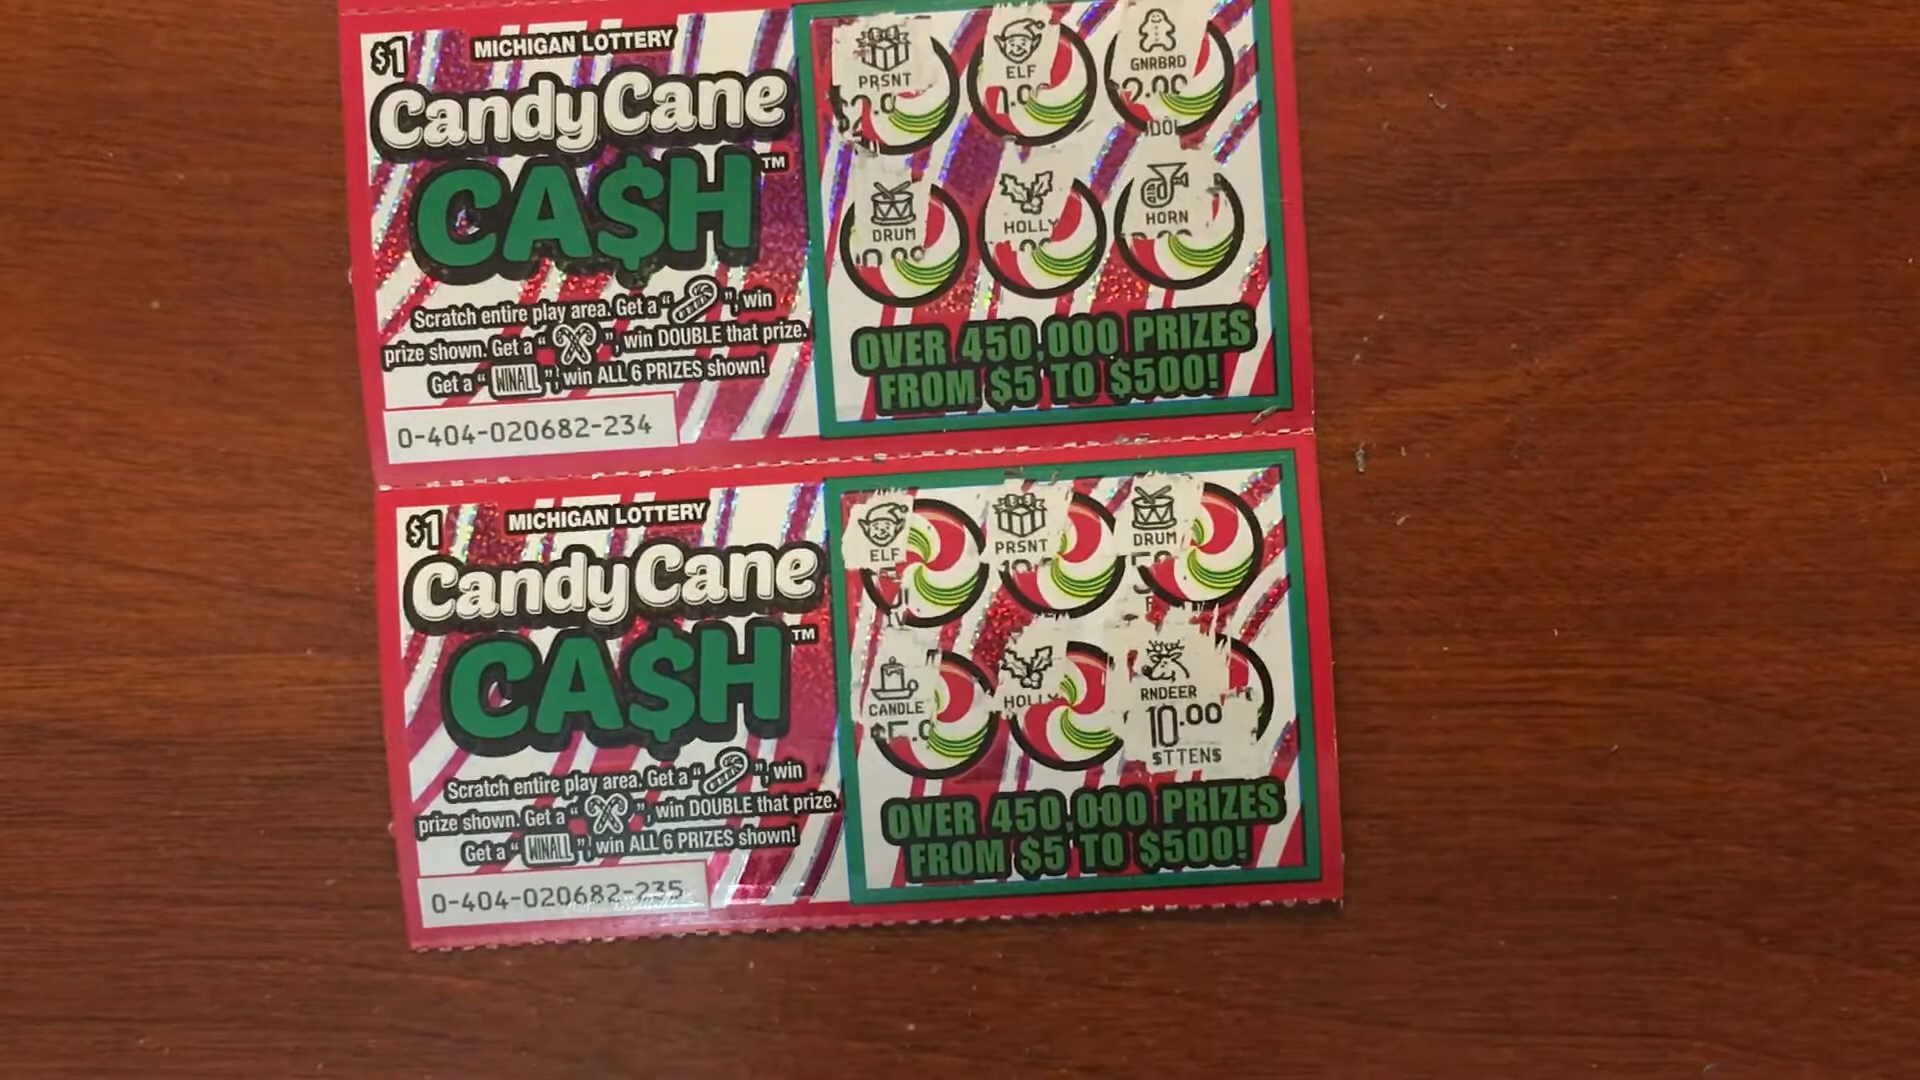 $1
MICHIGAN LOTTERY
Candy Cane
CA$H™
Scratch entire play area. Get a " ", win
prize shown. Get a " ", win DOUBLE that prize.
Get a " WINALL ", win ALL 6 PRIZES shown!
0-404-020682-234
PRSNT
ELF
GNRBRD
DRUM
HOLLY
HORN
OVER 450,000 PRIZES
FROM $5 TO $500!
$1
MICHIGAN LOTTERY
Candy Cane
CA$H™
Scratch entire play area. Get a " ", win
prize shown. Get a " ", win DOUBLE that prize.
Get a " WINALL ", win ALL 6 PRIZES shown!
0-404-020682-235
ELF
PRSNT
DRUM
CANDLE
HOLLY
RNDEER
10.00
$TTEN$
OVER 450,000 PRIZES
FROM $5 TO $500!